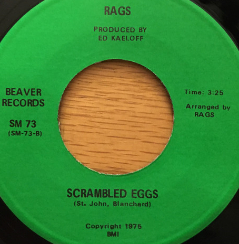 RAGS
PRODUCED BY
ED KAELOFF
BEAVER
RECORDS
SM 73
(SM-73-B)
Time: 3:25
Arranged by
RAGS
SCRAMBLED EGGS
(St. John, Blanchard)
Copyright 1975
BMI